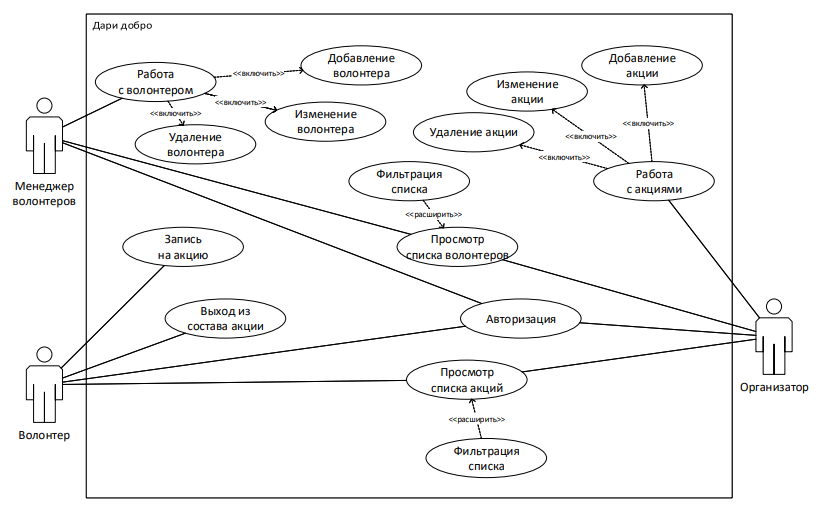 Дари добро
Работа
с волонтером
<<включить>>
Добавление
волонтера
<<включить>>
Изменение
волонтера
<<включить>>
Удаление
волонтера
Добавление
акции
Изменение
акции
<<включить>>
Удаление акции
<<включить>>
<<включить>>
Работа
с акциями
Менеджер
волонтеров
Фильтрация
списка
<<расширить>>
Просмотр
списка волонтеров
Запись
на акцию
Выход из
состава акции
Авторизация
Просмотр
списка акций
Организатор
Волонтер
<<расширить>>
Фильтрация
списка